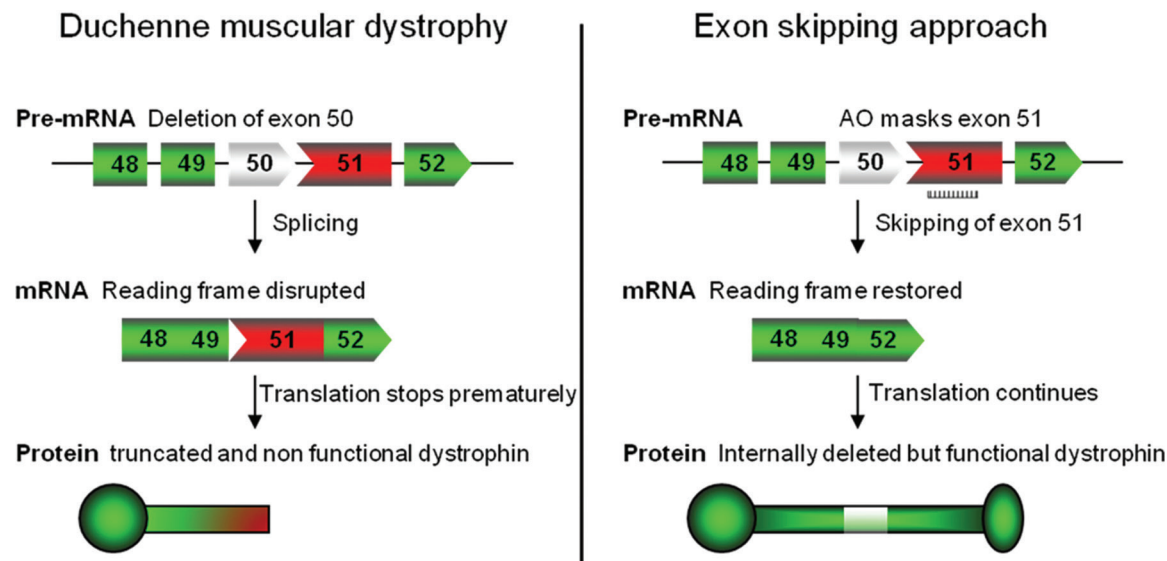 Duchenne muscular dystrophy
Pre-mRNA Deletion of exon 50
48 49 50 51 52
Splicing
mRNA Reading frame disrupted
48 49 51 52
Translation stops prematurely
Protein truncated and non functional dystrophin
Exon skipping approach
Pre-mRNA AO masks exon 51
48 49 50 51 52
Skipping of exon 51
mRNA Reading frame restored
48 49 52
Translation continues
Protein Internally deleted but functional dystrophin